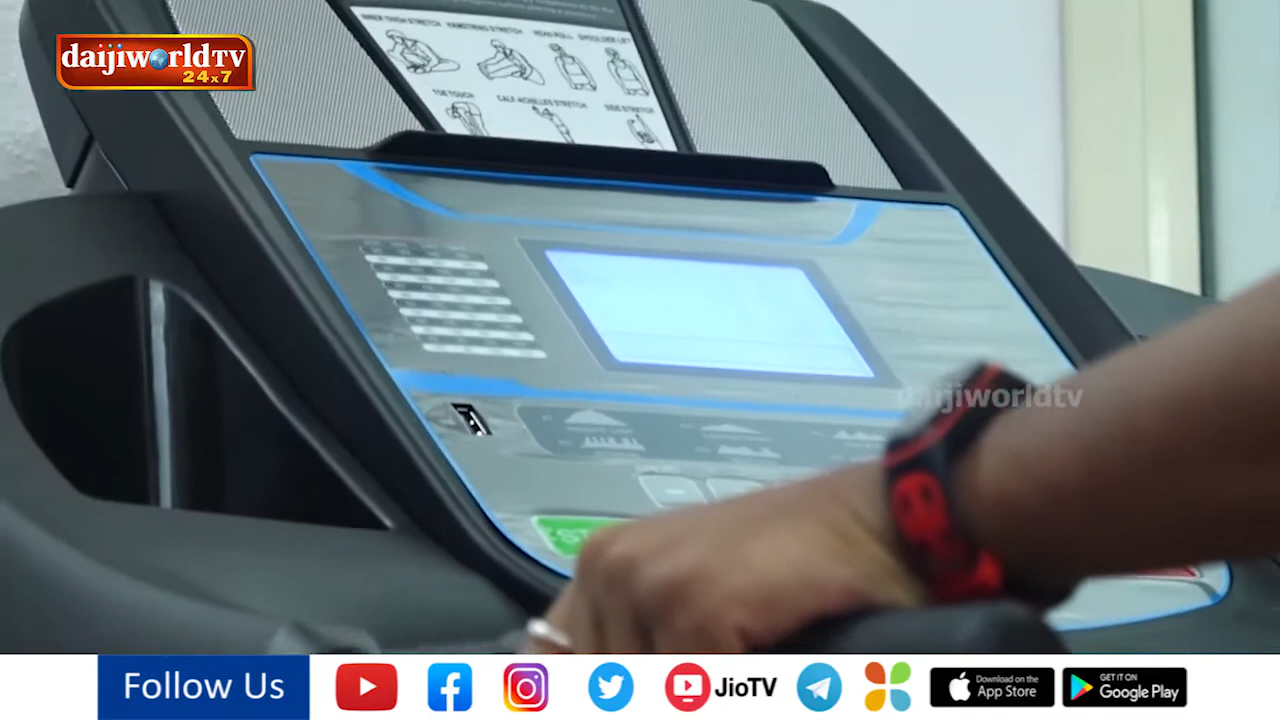 daijiworldTV
24x7
INNER THIGH STRETCH HAMSTRING STRETCH HEAD ROLL SHOULDER LIFT
TOE TOUCH CALF-ACHILLES STRETCH SIDE STRETCH
daijiworldtv
Follow Us
JioTV
Download on the
App Store
GET IT ON
Google Play